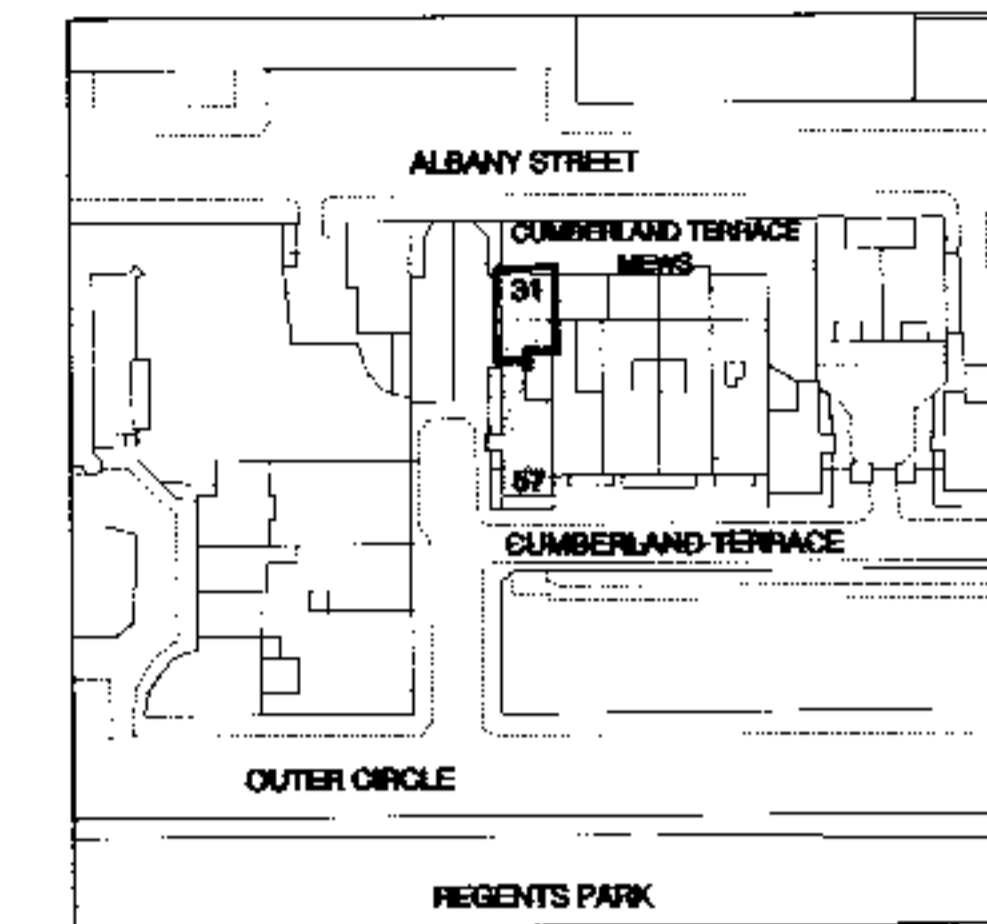 ALBANY STREET
CUMBERLAND TERRACE
MEWS
31
57
CUMBERLAND TERRACE
OUTER CIRCLE
REGENTS PARK